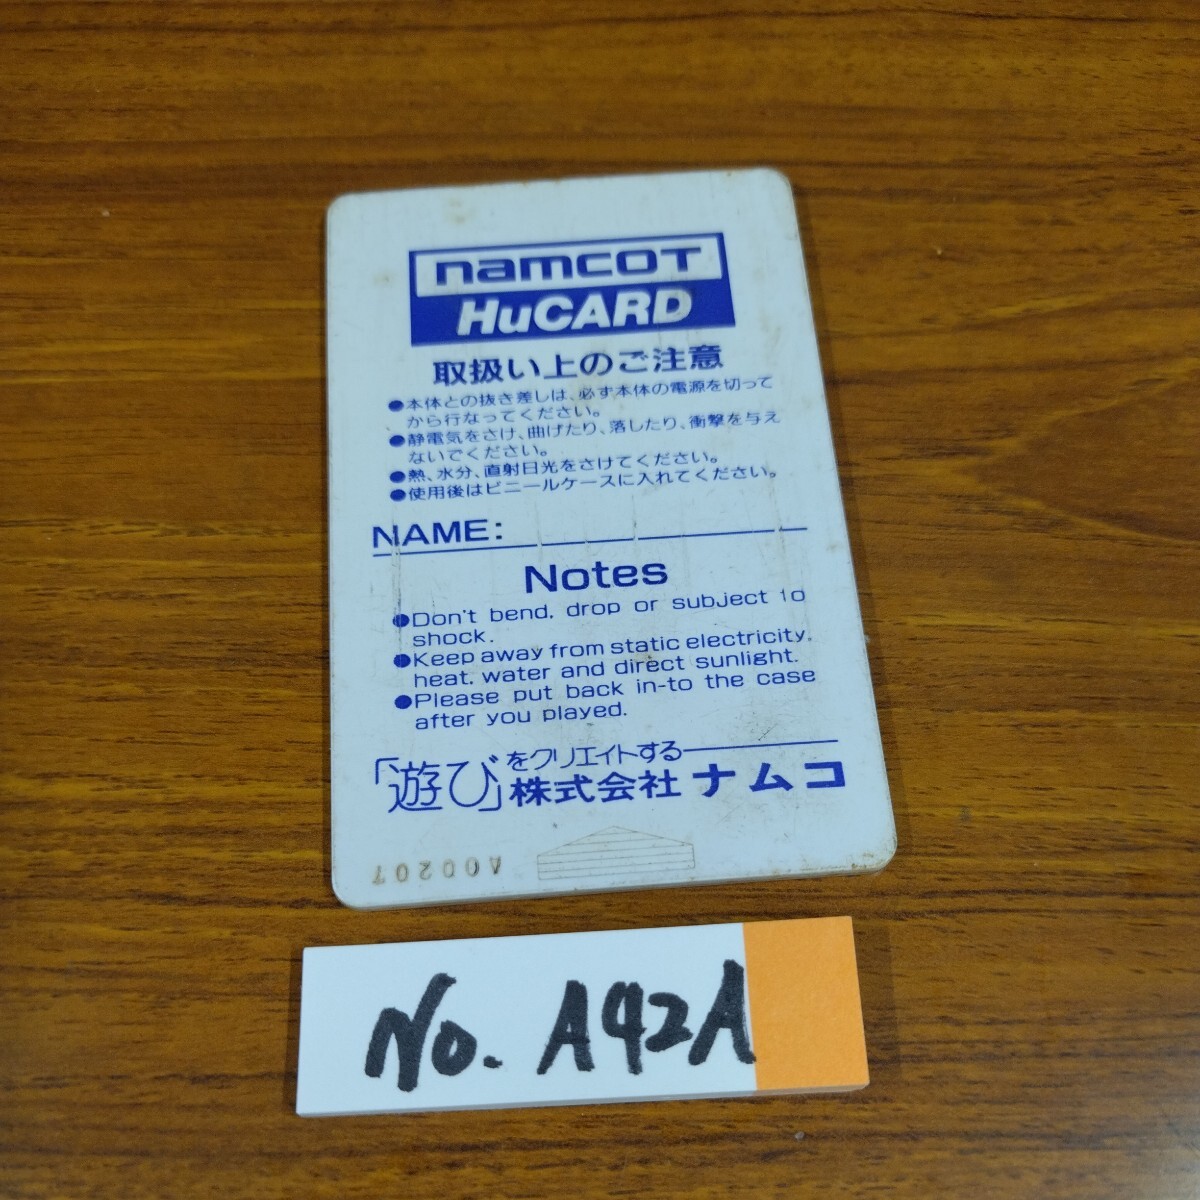 namcoT
HuCARD
取扱い上のご注意
●本体との抜き差しは、必ず本体の電源を切って
から行なってください。
●静電気をさけ、曲げたり、落したり、衝撃を与え
ないでください。
●熱、水分、直射日光をさけてください。
●使用後はビニールケースに入れてください。
NAME:
Notes
●Don't bend, drop or subject to
shock.
●Keep away from static electricity,
heat, water and direct sunlight.
●Please put back in-to the case
after you played.
「遊び」をクリエイトする
株式会社ナムコ
A00207
No. A42A